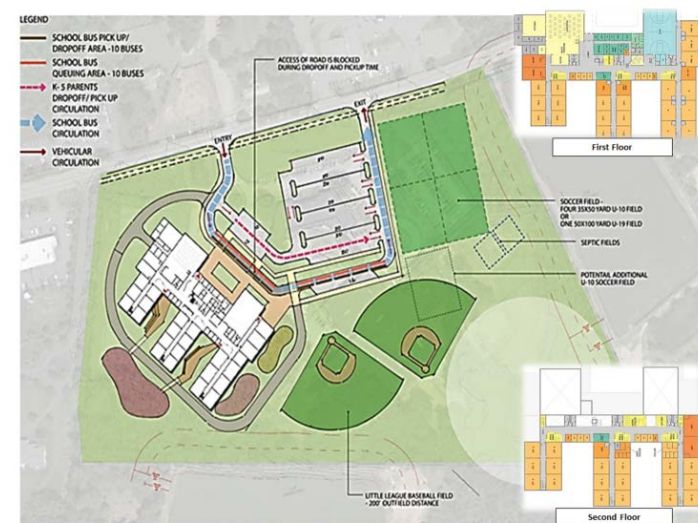 LEGEND
SCHOOL BUS PICK UP/
DROPOFF AREA -10 BUSES
SCHOOL BUS
QUEUING AREA - 10 BUSES
K- 5 PARENTS
DROPOFF/ PICK UP
CIRCULATION
SCHOOL BUS
CIRCULATION
VEHICULAR
CIRCULATION
ACCESS OF ROAD IS BLOCKED
DURING DROPOFF AND PICKUP TIME
ENTRY
EXIT
SOCCER FIELD -
FOUR 35X50 YARD U-10 FIELD
OR
ONE 50X100 YARD U-19 FIELD
SEPTIC FIELDS
POTENTAIL ADDITIONAL
U-10 SOCCER FIELD
LITTLE LEAGUE BASEBALL FIELD
- 200' OUTFIELD DISTANCE
First Floor
Second Floor